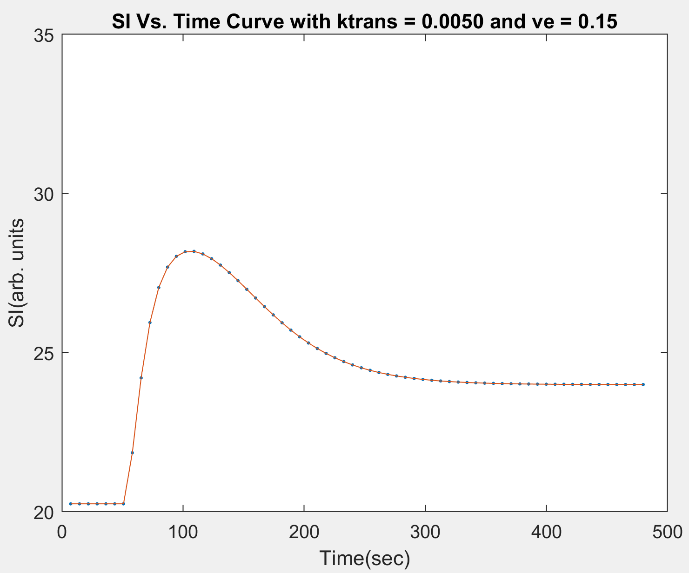 SI Vs. Time Curve with ktrans = 0.0050 and ve = 0.15
35
30
25
20
SI(arb. units
0 100 200 300 400 500
Time(sec)